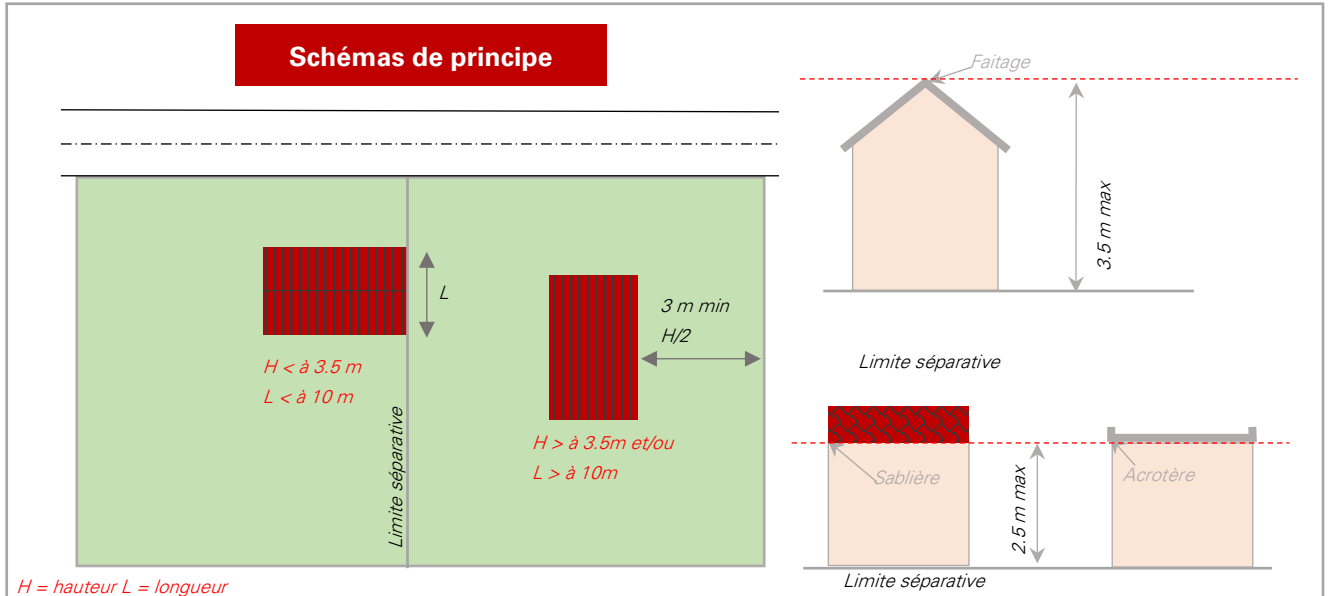 Schémas de principe
Faitage
3.5 m max
L
3 m min
H/2
H < à 3.5 m
L < à 10 m
Limite séparative
H > à 3.5m et/ou
L > à 10m
Limite séparative
Sablière
2.5 m max
Acrotère
Limite séparative
H = hauteur L = longueur